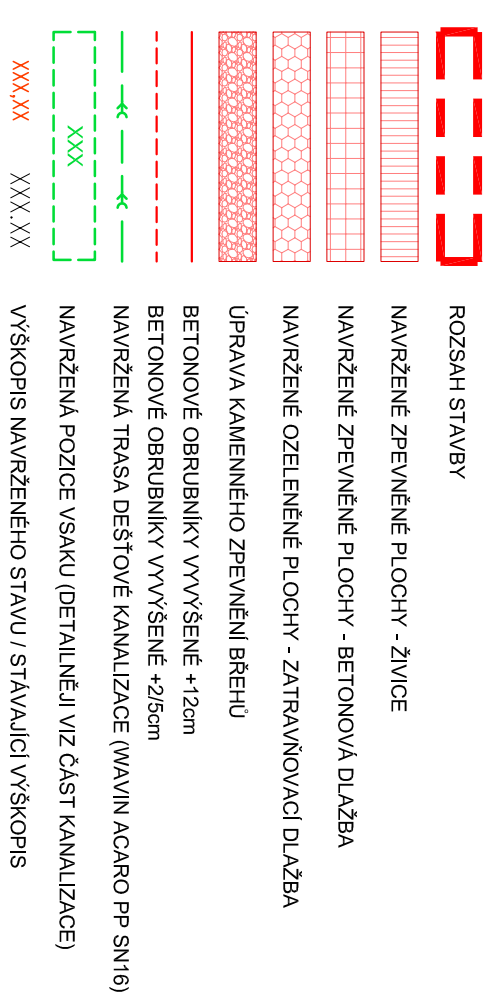 ROZSAH STAVBY
NAVRŽENÉ ZPEVNĚNÉ PLOCHY - ŽIVICE
NAVRŽENÉ ZPEVNĚNÉ PLOCHY - BETONOVÁ DLAŽBA
NAVRŽENÉ OZELENĚNÉ PLOCHY - ZATRAVŇOVACÍ DLAŽBA
ÚPRAVA KAMENNÉHO ZPEVNĚNÍ BŘEHŮ
BETONOVÉ OBRUBNÍKY VYVÝŠENÉ +12cm
BETONOVÉ OBRUBNÍKY VYVÝŠENÉ +2/5cm
NAVRŽENÁ TRASA DEŠŤOVÉ KANALIZACE (WAVIN ACARO PP SN16)
XXX NAVRŽENÁ POZICE VSAKU (DETAILNĚJI VIZ ČÁST KANALIZACE)
XXX,XX XXX.XX VÝŠKOPIS NAVRŽENÉHO STAVU / STÁVAJÍCÍ VÝŠKOPIS